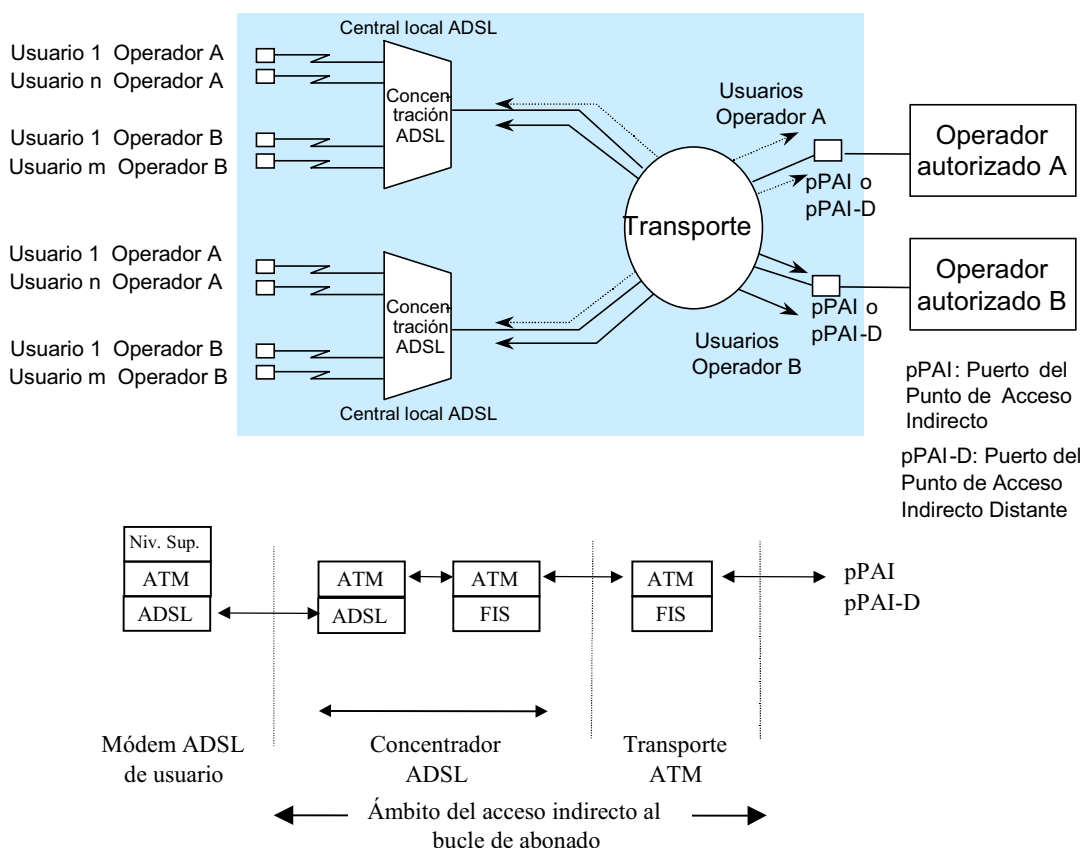 Central local ADSL
Usuario 1 Operador A
Usuario n Operador A
Usuario 1 Operador B
Usuario m Operador B
Concen-
tración
ADSL
Usuarios
Operador A
Operador
autorizado A
pPAI o
pPAI-D
Transporte
Usuario 1 Operador A
Usuario n Operador A
Usuario 1 Operador B
Usuario m Operador B
Concen-
tración
ADSL
Central local ADSL
Operador
autorizado B
pPAI o
pPAI-D
Usuarios
Operador B
pPAI: Puerto del
Punto de Acceso
Indirecto
pPAI-D: Puerto del
Punto de Acceso
Indirecto Distante
Niv. Sup.
ATM
ADSL
ATM
ADSL
ATM
FIS
ATM
FIS
pPAI
pPAI-D
Módem ADSL
de usuario
Concentrador
ADSL
Transporte
ATM
Ámbito del acceso indirecto al
bucle de abonado